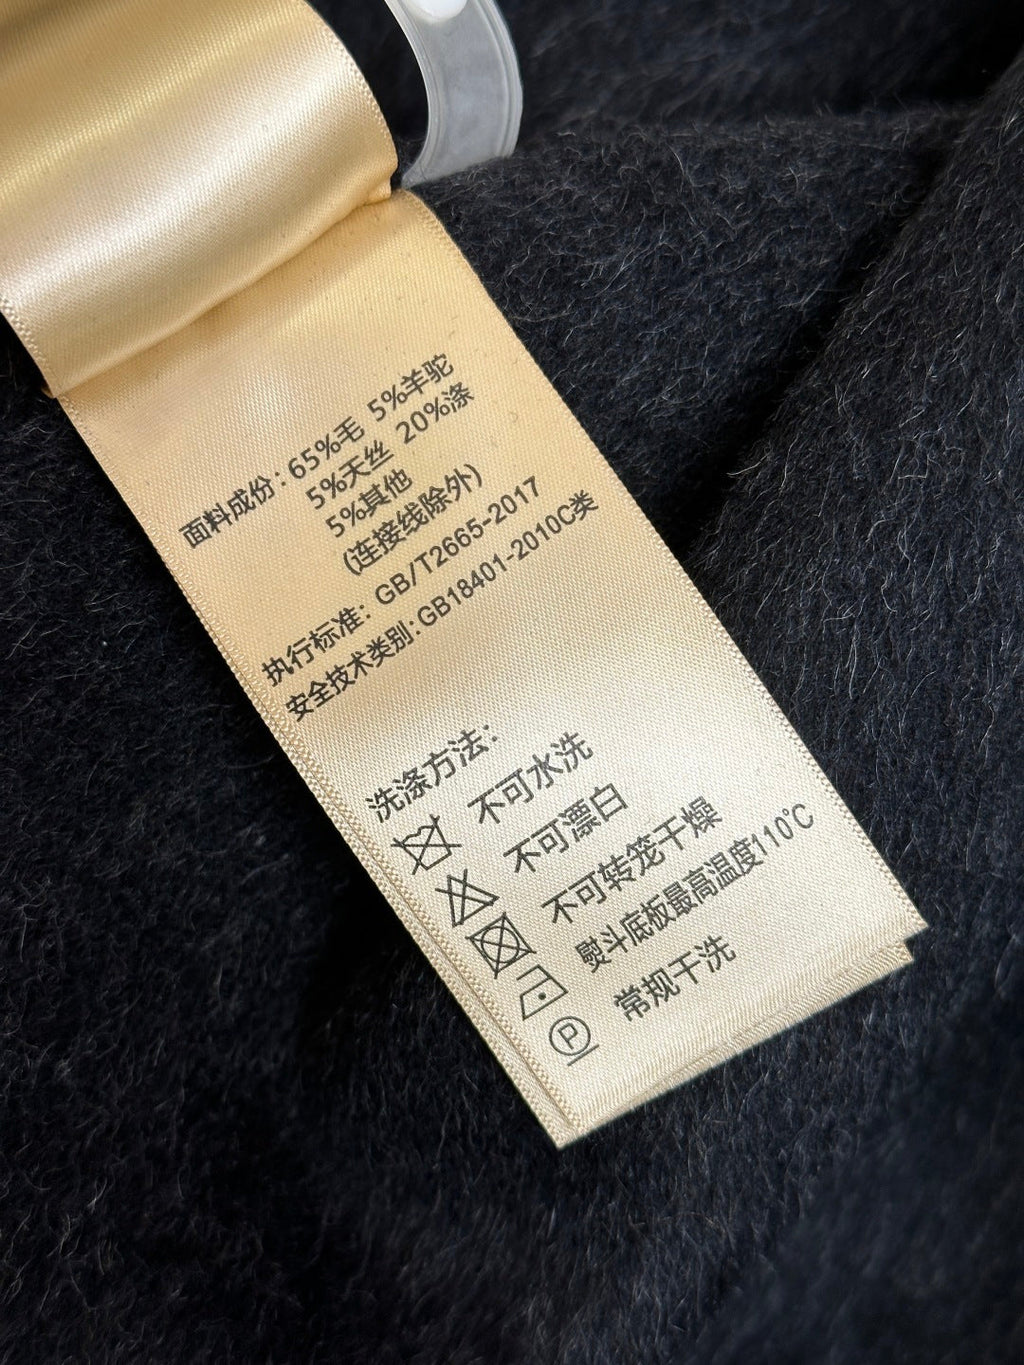 面料成份：65%毛 5%羊驼
5%天丝 20%涤
5%其他
(连接线除外)
执行标准：GB/T2665-2017
安全技术类别：GB18401-2010C类
洗涤方法：
不可水洗
不可漂白
不可转笼干燥
熨斗底板最高温度110℃
P 常规干洗